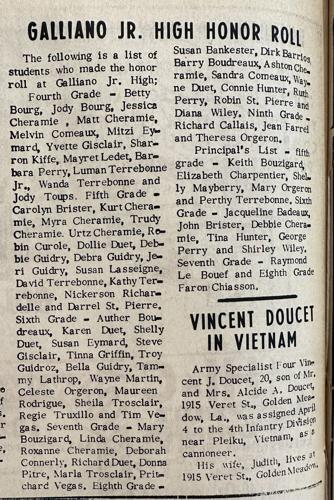 GALLIANO JR. HIGH HONOR ROLL
The following is a list of
students who made the honor
roll at Galliano Jr. High;
Fourth Grade - Betty
Bourg, Jody Bourg, Jessica
Cheramie , Matt Cheramie,
Melvin Comeaux, Mitzi Ey-
mard, Yvette Gisclair, Shar-
on Kiffe, Mayret Ledet, Bar-
bara Perry, Luman Terrebonne
Jr., Wanda Terrebonne and
Jody Toups. Fifth Grade -
Carolyn Brister, Kurt Chera-
mie, Myra Cheramie, Trudy
Cheramie. Urtz Cheramie, Ro-
bin Curole, Dollie Duet, Deb-
bie Guidry, Debra Guidry, Je-
ri Guidry, Susan Lasseigne,
David Terrebonne, Kathy Ter-
rebonne, Nickerson Richar-
delle and Darrel St. Pierre,
Sixth Grade - Auther Bou-
dreaux, Karen Duet, Shelly
Duet, Susan Eymard, Steve
Gisclair, Tinna Griffin, Troy
Guidroz, Bella Guidry, Tam-
my Lathrop, Wayne Martin,
Celeste Orgeron, Maureen
Rodrigue, Sheila Trosclair,
Regie Truxillo and Tim Ve-
gas. Seventh Grade - Mary
Bouzigard, Linda Cheramie,
Roxanne Cheramie, Deborah
Connerly, Richard Duet, Donna
Pitre, Maria Trosclair, Prit-
chard Vegas. Eighth Grade -
Susan Bankester, Dirk Barrios,
Barry Boudreaux, Ashton Che-
ramie, Sandra Comeaux, Way-
ne Duet, Connie Hunter, Ruth
Perry, Robin St. Pierre and
Diana Wiley. Ninth Grade -
Richard Callais, Jean Farrel
and Theresa Orgeron.
Principal's List - fifth
grade - Keith Bouzigard,
Elizabeth Charpentier, Shel-
ly Mayberry, Mary Orgeron
and Perthy Terrebonne, Sixth
Grade - Jacqueline Badeaux,
John Brister, Debbie Chera-
mie, Tina Hunter, George
Perry and Shirley Wiley.
Seventh Grade - Raymond
Le Bouef and Eighth Grade
Faron Chiasson.
VINCENT DOUCET
IN VIETNAM
Army Specialist Four Vin-
cent J. Doucet, 20, son of Mr.
and Mrs. Alcide A. Doucet,
1915 Veret St., Golden Mea-
dow, La., was assigned April
4 to the 4th Infantry Division
near Pleiku, Vietnam, as a
cannoneer.
His wife, Judith, lives at
1915 Veret St., Golden Meadow.